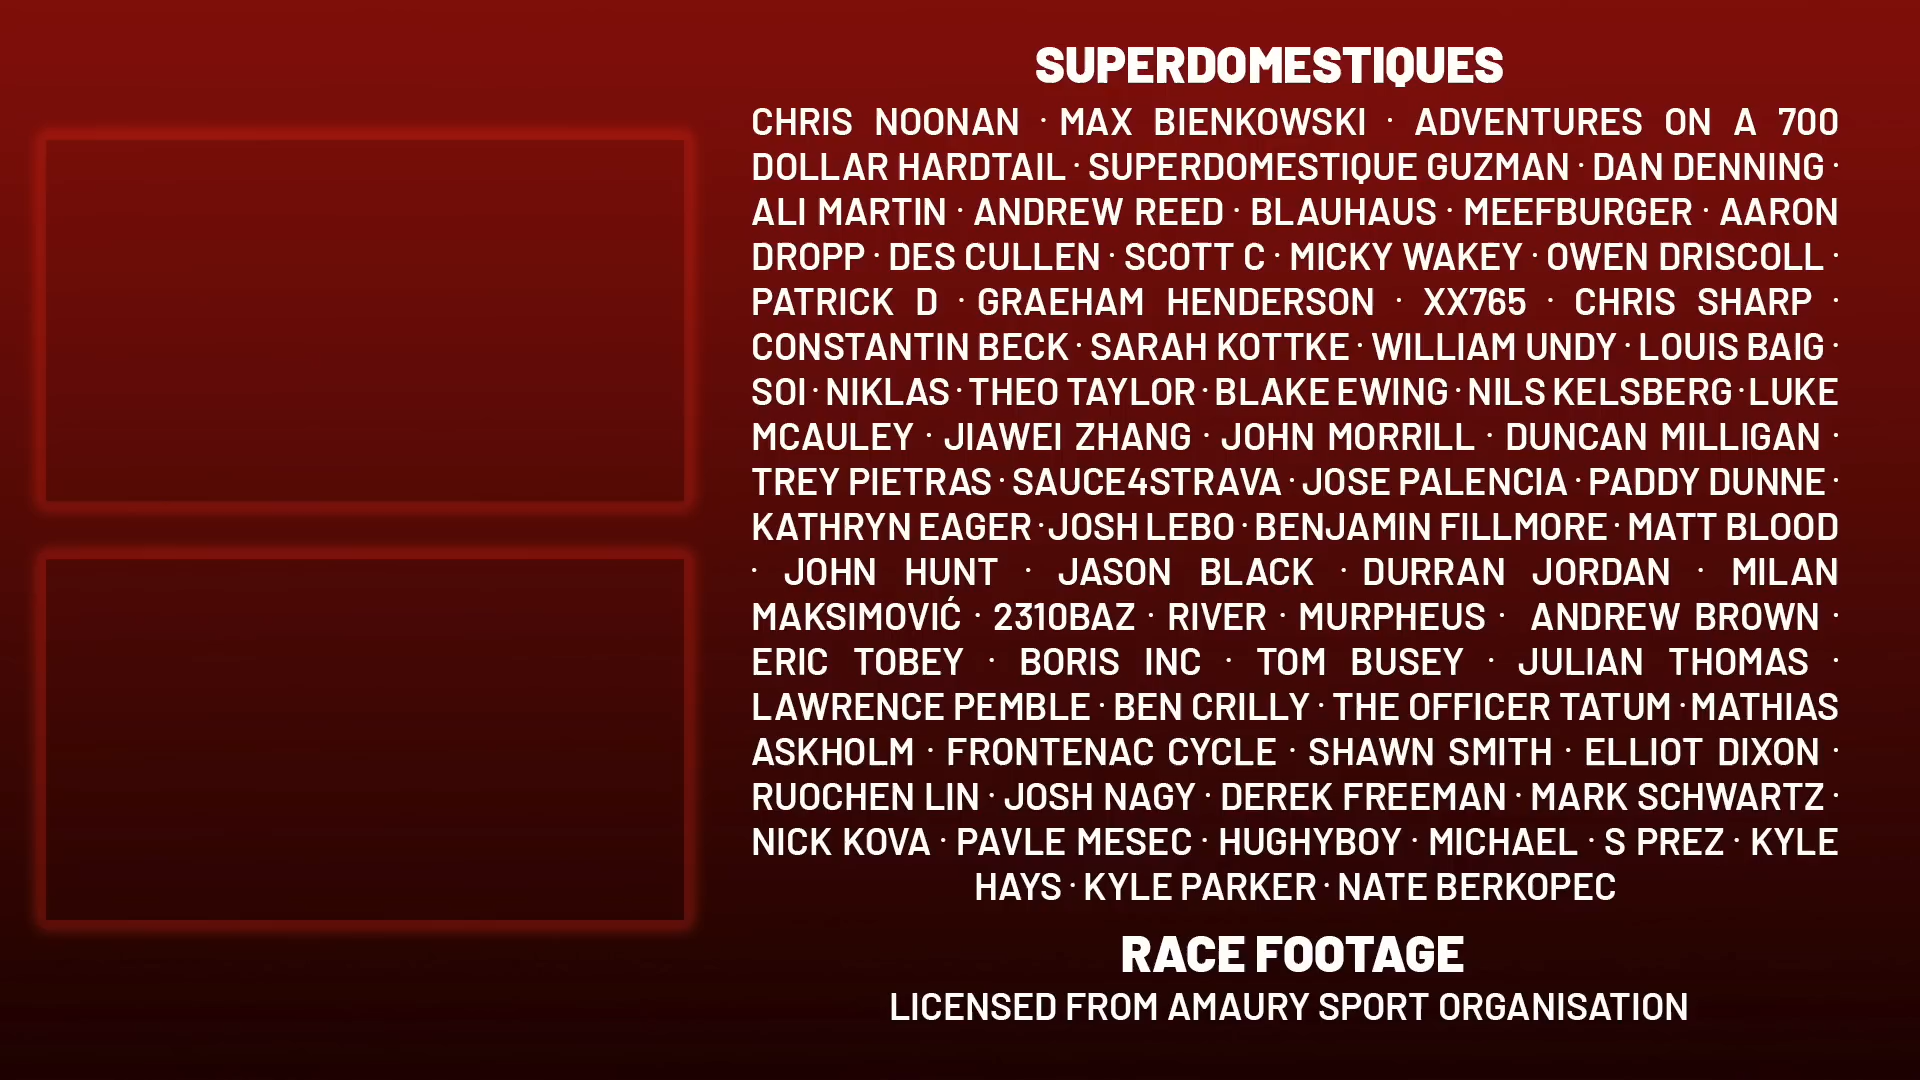 SUPERDOMESTIQUES
CHRIS NOONAN · MAX BIENKOWSKI · ADVENTURES ON A 700
DOLLAR HARDTAIL · SUPERDOMESTIQUE GUZMAN · DAN DENNING ·
ALI MARTIN · ANDREW REED · BLAUHAUS · MEEFBURGER · AARON
DROPP · DES CULLEN · SCOTT C · MICKY WAKEY · OWEN DRISCOLL ·
PATRICK D · GRAEHAM HENDERSON · XX765 · CHRIS SHARP ·
CONSTANTIN BECK · SARAH KOTTKE · WILLIAM UNDY · LOUIS BAIG ·
SOI · NIKLAS · THEO TAYLOR · BLAKE EWING · NILS KELSBERG · LUKE
MCAULEY · JIAWEI ZHANG · JOHN MORRILL · DUNCAN MILLIGAN ·
TREY PIETRAS · SAUCE4STRAVA · JOSE PALENCIA · PADDY DUNNE ·
KATHRYN EAGER · JOSH LEBO · BENJAMIN FILLMORE · MATT BLOOD
· JOHN HUNT · JASON BLACK · DURRAN JORDAN · MILAN
MAKSIMOVIĆ · 2310BAZ · RIVER · MURPHEUS · ANDREW BROWN ·
ERIC TOBEY · BORIS INC · TOM BUSEY · JULIAN THOMAS ·
LAWRENCE PEMBLE · BEN CRILLY · THE OFFICER TATUM · MATHIAS
ASKHOLM · FRONTENAC CYCLE · SHAWN SMITH · ELLIOT DIXON ·
RUOCHEN LIN · JOSH NAGY · DEREK FREEMAN · MARK SCHWARTZ ·
NICK KOVA · PAVLE MESEC · HUGHYBOY · MICHAEL · S PREZ · KYLE
HAYS · KYLE PARKER · NATE BERKOPEC
RACE FOOTAGE
LICENSED FROM AMAURY SPORT ORGANISATION